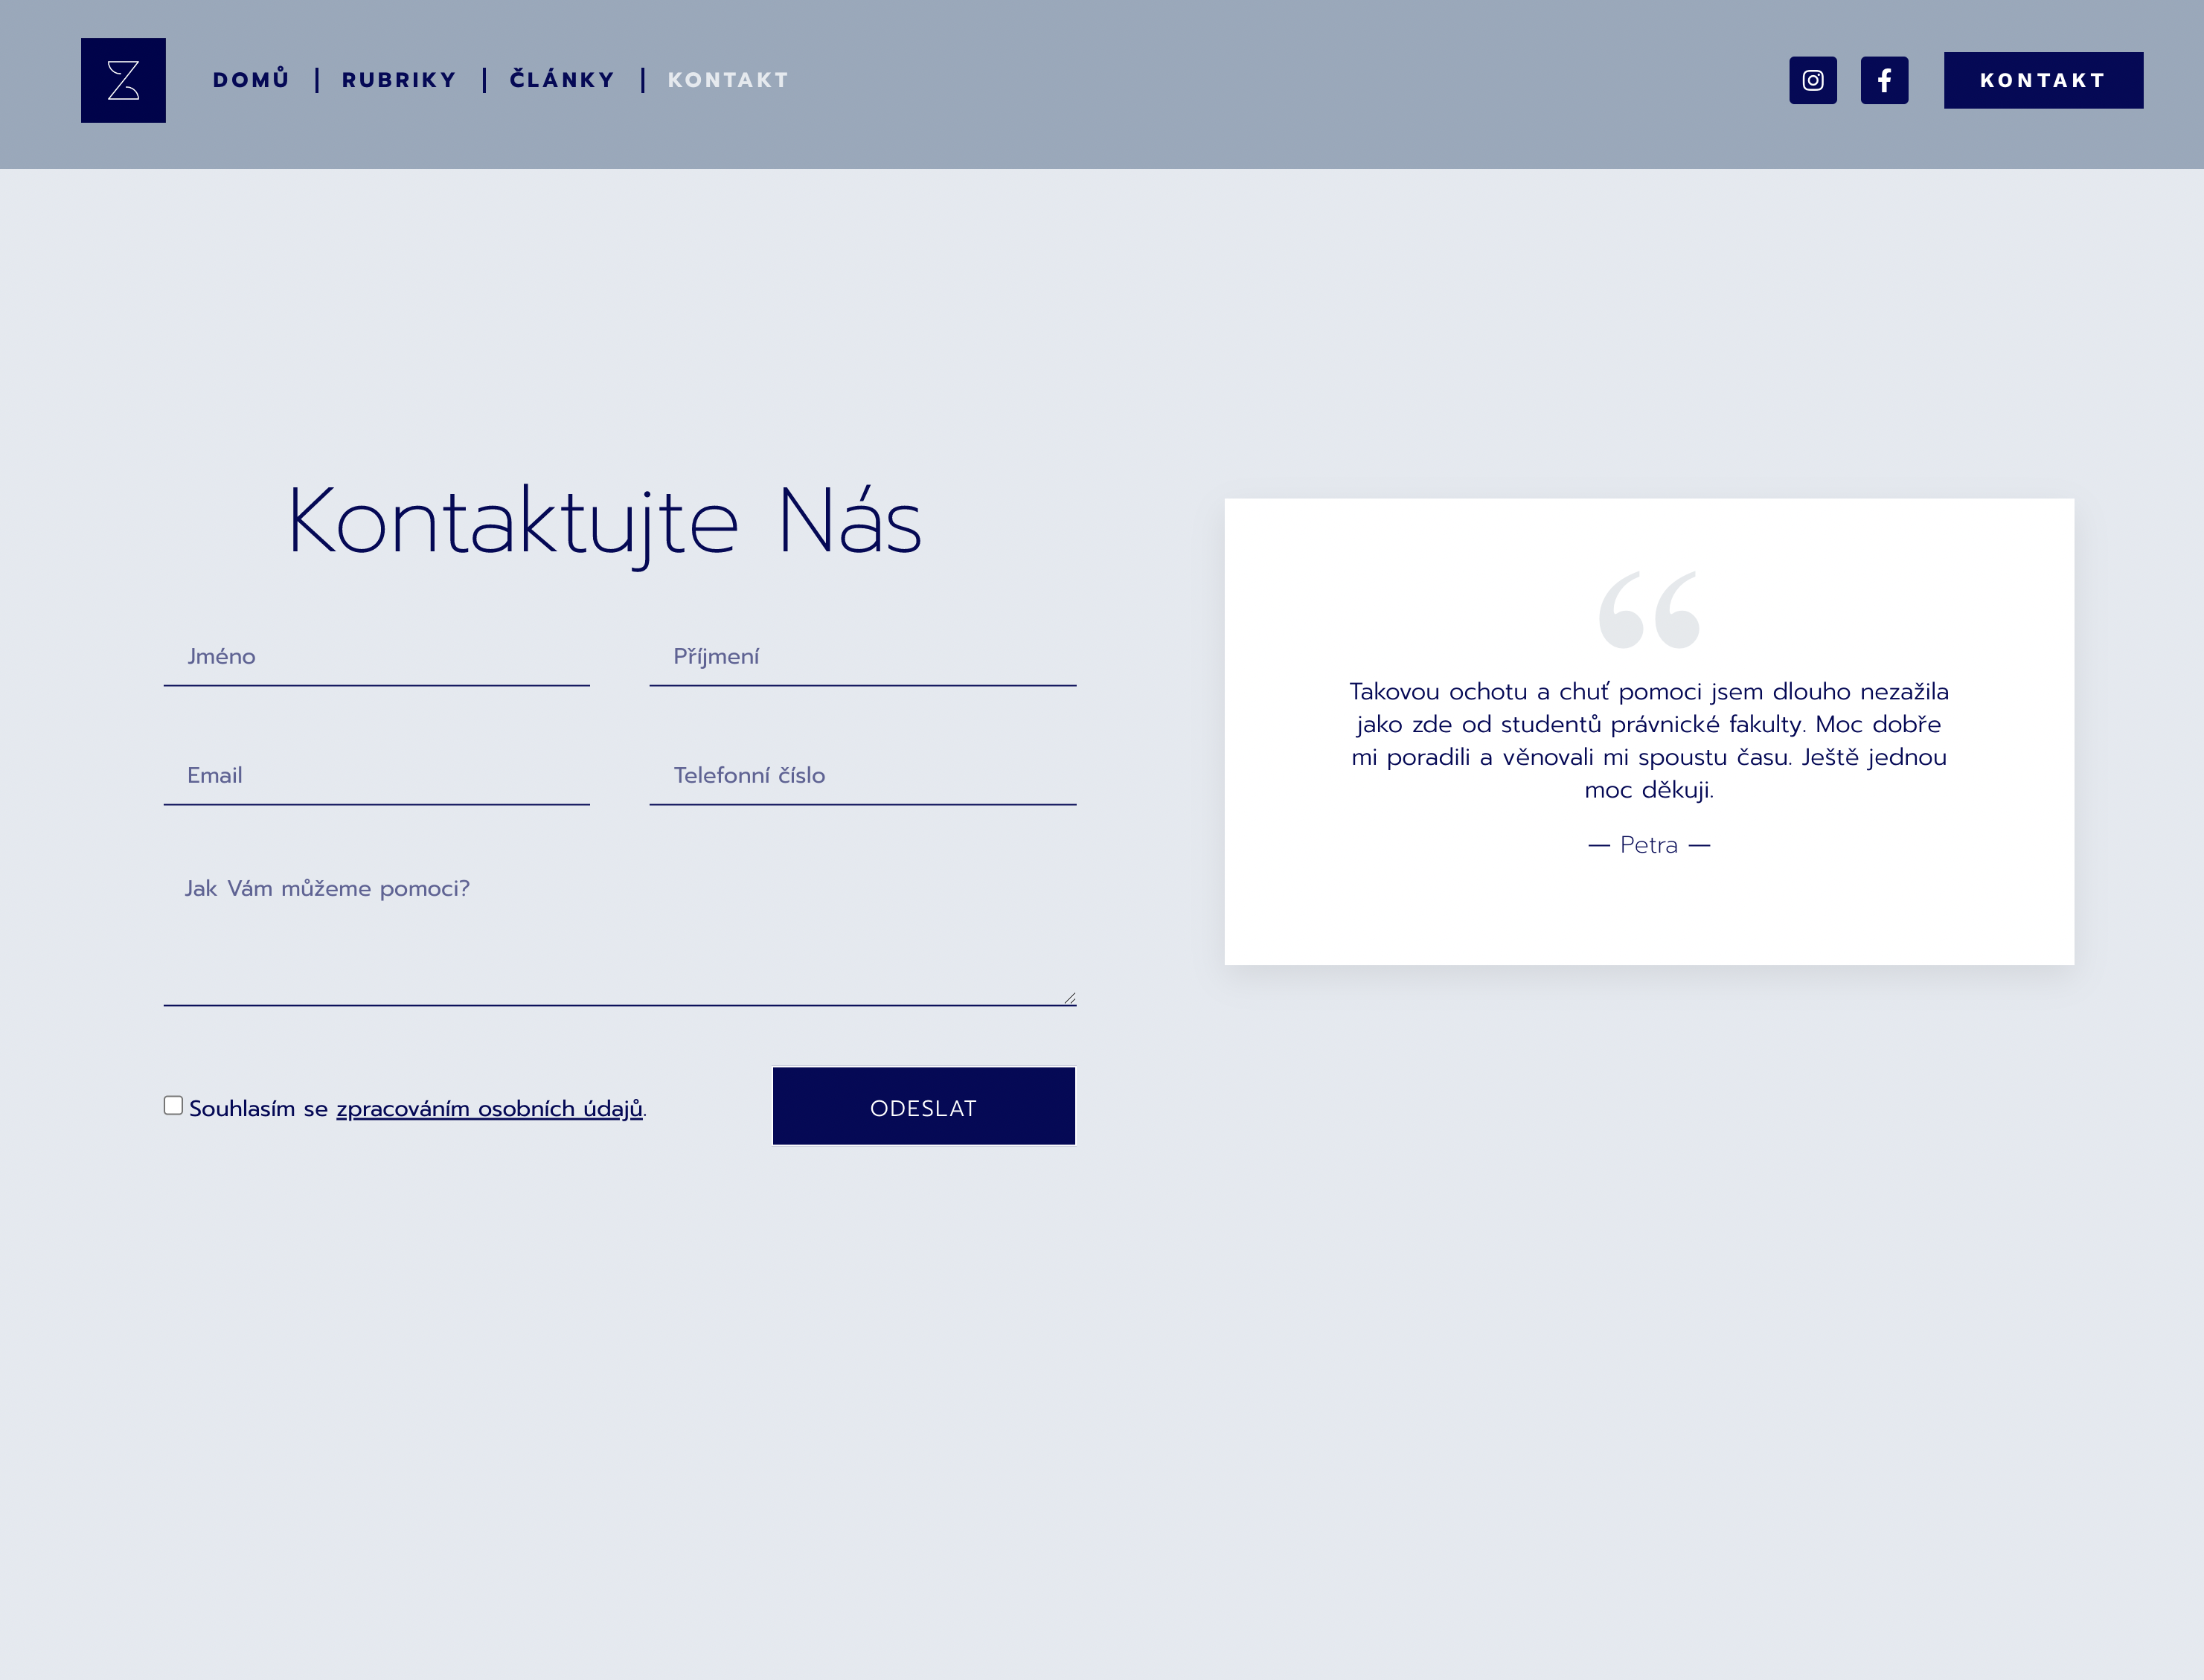 Z
DOMŮ | RUBRIKY | ČLÁNKY | KONTAKT
KONTAKT
Kontaktujte Nás
Jméno
Příjmení
Email
Telefonní číslo
Jak Vám můžeme pomoci?
Souhlasím se zpracováním osobních údajů.
ODESLAT
“
Takovou ochotu a chuť pomoci jsem dlouho nezažila
jako zde od studentů právnické fakulty. Moc dobře
mi poradili a věnovali mi spoustu času. Ještě jednou
moc děkuji.
— Petra —